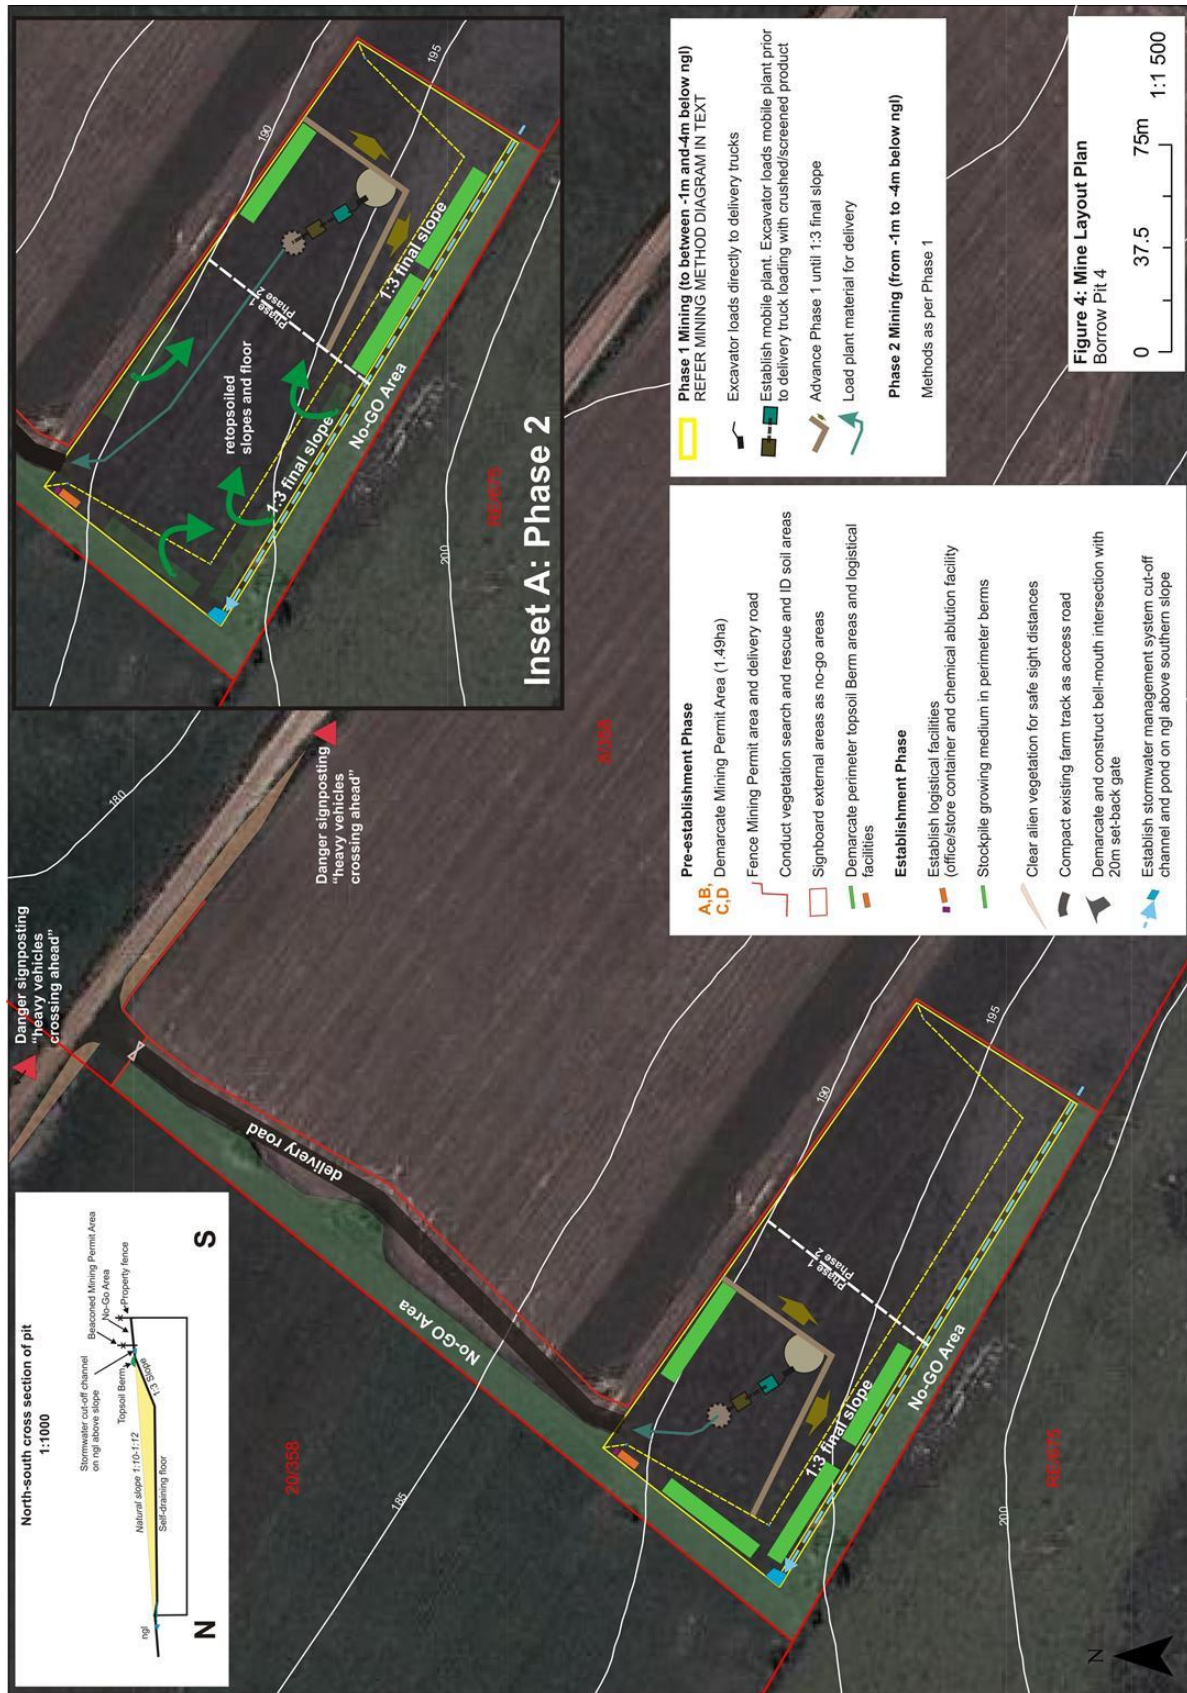 North-south cross section of pit
1:1000
Stormwater cut-off channel
on ngl above slope
Topsoil Berm
Beaconed Mining Permit Area
No-Go Area
Property fence
Natural slope 1:10-1:12
1:3 Slope
Self-draining floor
ngl
N
S
Danger signposting
"heavy vehicles
crossing ahead"
Danger signposting
"heavy vehicles
crossing ahead"
180
delivery road
No-GO Area
20/358
185
A/358
190
195
200
Phase 1
Phase 2
1:3 final slope
No-GO Area
RE/675
N
190
195
200
Phase 1
Phase 2
retopsoiled
slopes and floor
1:3 final slope
1:3 final slope
No-GO Area
RE/675
Inset A: Phase 2
Pre-establishment Phase
A,B,
C,D
Demarcate Mining Permit Area (1.49ha)
Fence Mining Permit area and delivery road
Conduct vegetation search and rescue and ID soil areas
Signboard external areas as no-go areas
Demarcate perimeter topsoil Berm areas and logistical
facilities
Establishment Phase
Establish logistical facilities
(office/store container and chemical ablution facility
Stockpile growing medium in perimeter berms
Clear alien vegetation for safe sight distances
Compact existing farm track as access road
Demarcate and construct bell-mouth intersection with
20m set-back gate
Establish stormwater management system cut-off
channel and pond on ngl above southern slope
Phase 1 Mining (to between -1m and-4m below ngl)
REFER MINING METHOD DIAGRAM IN TEXT
Excavator loads directly to delivery trucks
Establish mobile plant. Excavator loads mobile plant prior
to delivery truck loading with crushed/screened product
Advance Phase 1 until 1:3 final slope
Load plant material for delivery
Phase 2 Mining (from -1m to -4m below ngl)
Methods as per Phase 1
Figure 4: Mine Layout Plan
Borrow Pit 4
0
37.5
75m
1:1 500